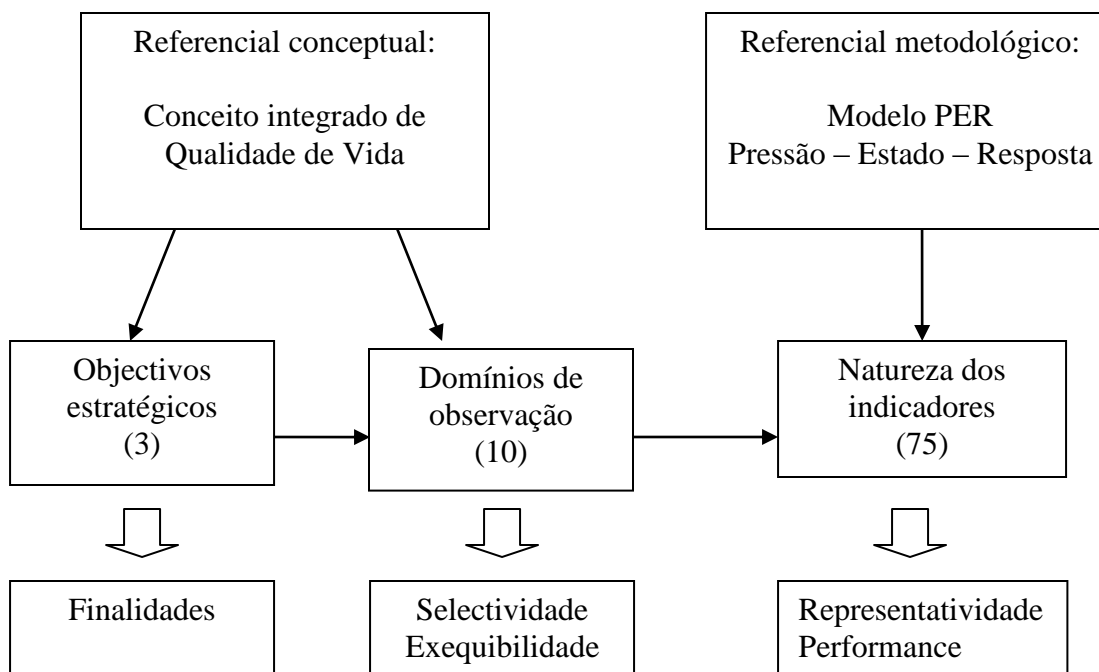 Referencial conceptual:
Conceito integrado de
Qualidade de Vida
Referencial metodológico:
Modelo PER
Pressão – Estado – Resposta
Objectivos
estratégicos
(3)
Domínios de
observação
(10)
Natureza dos
indicadores
(75)
Finalidades
Selectividade
Exequibilidade
Representatividade
Performance